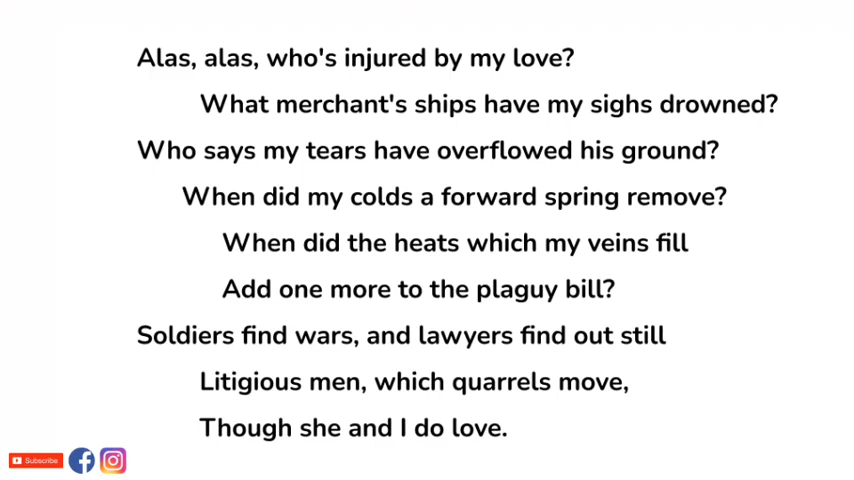 Alas, alas, who's injured by my love?
What merchant's ships have my sighs drowned?
Who says my tears have overflowed his ground?
When did my colds a forward spring remove?
When did the heats which my veins fill
Add one more to the plaguy bill?
Soldiers find wars, and lawyers find out still
Litigious men, which quarrels move,
Though she and I do love.
Subscribe